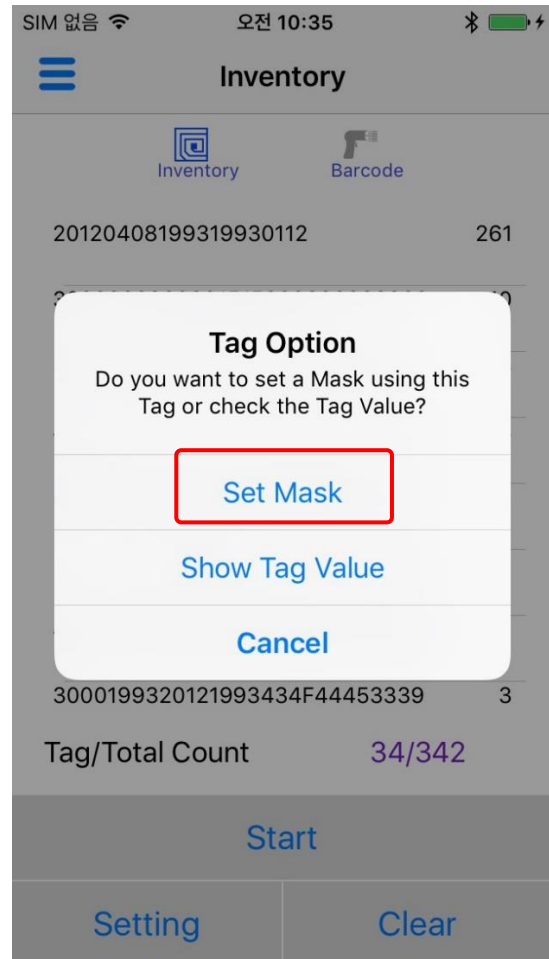 SIM 없음 오전 10:35
Inventory
Inventory Barcode
20120408199319930112 261
Tag Option
Do you want to set a Mask using this
Tag or check the Tag Value?
Set Mask
Show Tag Value
Cancel
3000199320121993434F44453339 3
Tag/Total Count 34/342
Start
Setting Clear